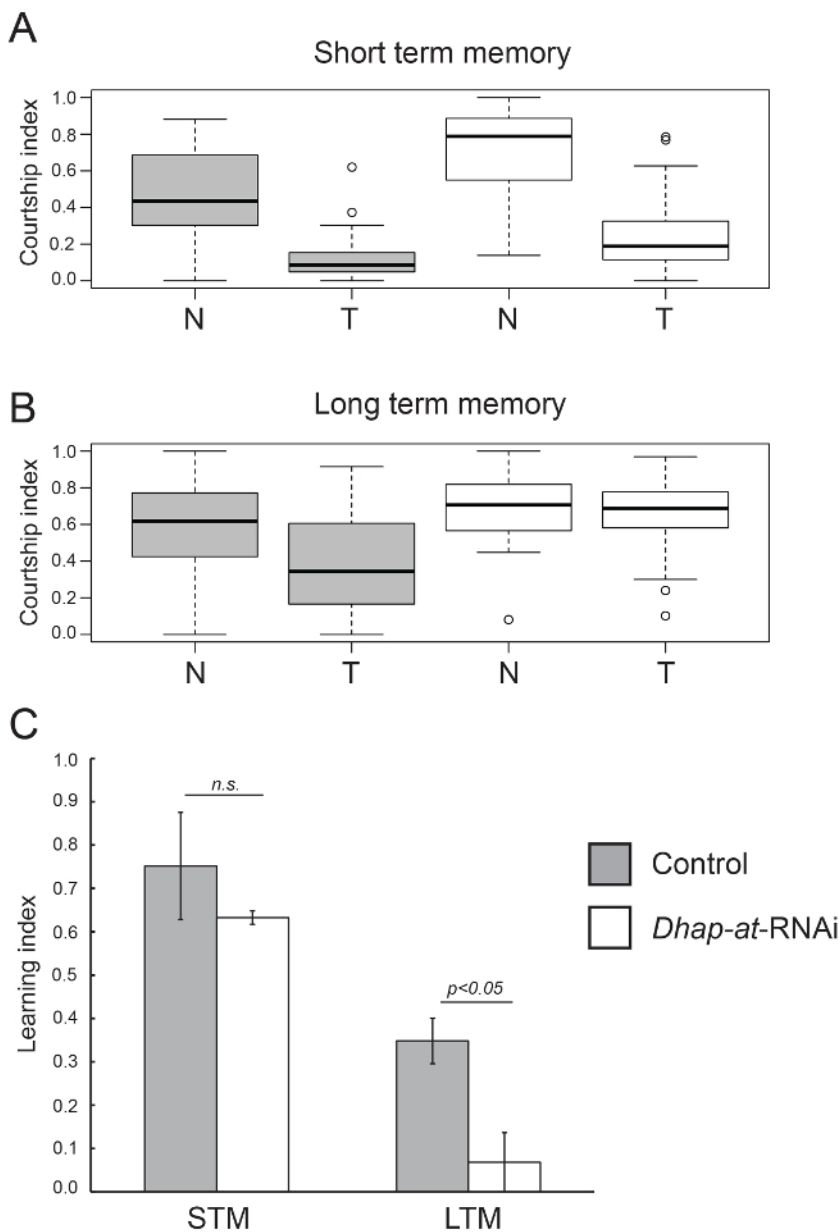 A
Short term memory
Courtship index
1.0
0.8
0.6
0.4
0.2
0.0
N T N T
B
Long term memory
Courtship index
1.0
0.8
0.6
0.4
0.2
0.0
N T N T
C
Learning index
1.0
0.9
0.8
0.7
0.6
0.5
0.4
0.3
0.2
0.1
0.0
n.s.
p<0.05
STM LTM
Control
Dhap-at-RNAi